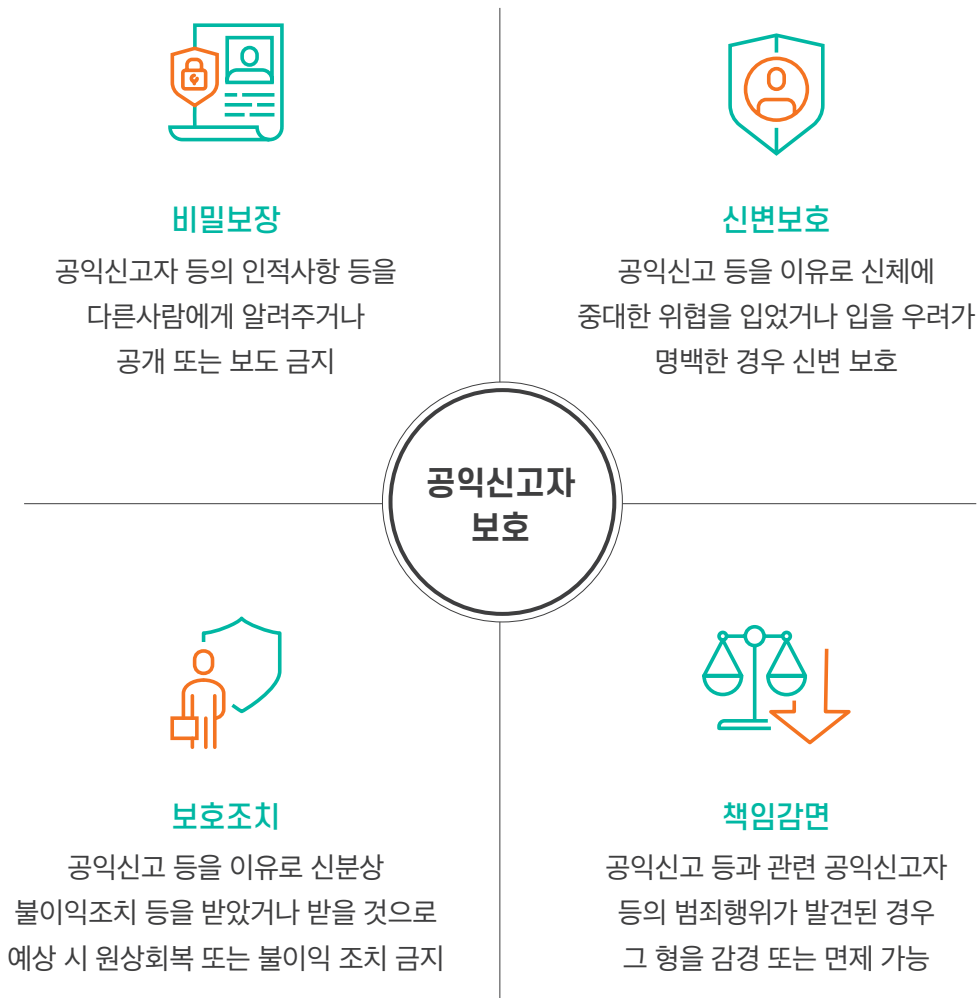 비밀보장
공익신고자 등의 인적사항 등을
다른사람에게 알려주거나
공개 또는 보도 금지
신변보호
공익신고 등을 이유로 신체에
중대한 위협을 입었거나 입을 우려가
명백한 경우 신변 보호
공익신고자
보호
보호조치
공익신고 등을 이유로 신분상
불이익조치 등을 받았거나 받을 것으로
예상 시 원상회복 또는 불이익 조치 금지
책임감면
공익신고 등과 관련 공익신고자
등의 범죄행위가 발견된 경우
그 형을 감경 또는 면제 가능